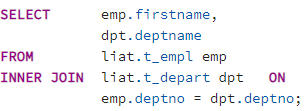 SELECT emp.firstname,
dpt.deptname
FROM liat.t_empl emp
INNER JOIN liat.t_depart dpt ON
emp.deptno = dpt.deptno;